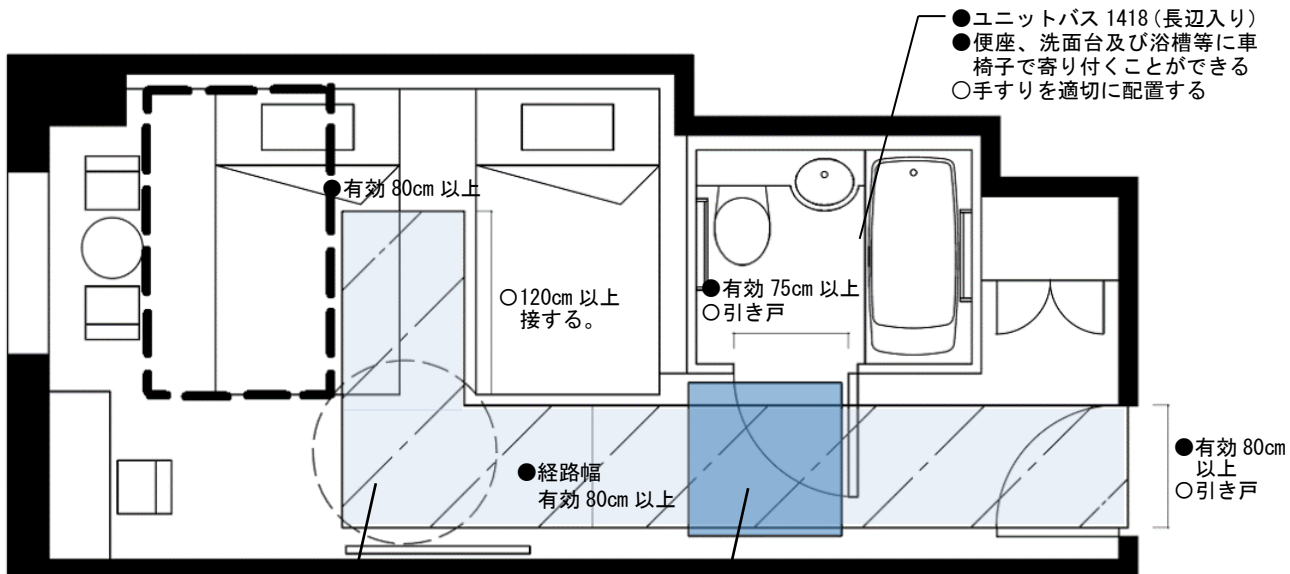 ●ユニットバス 1418（長辺入り）
●便座、洗面台及び浴槽等に車
椅子で寄り付くことができる
○手すりを適切に配置する
●有効 80cm 以上
○120cm 以上
接する。
●有効 75cm 以上
○引き戸
●経路幅
有効 80cm 以上
●有効 80cm
以上
○引き戸